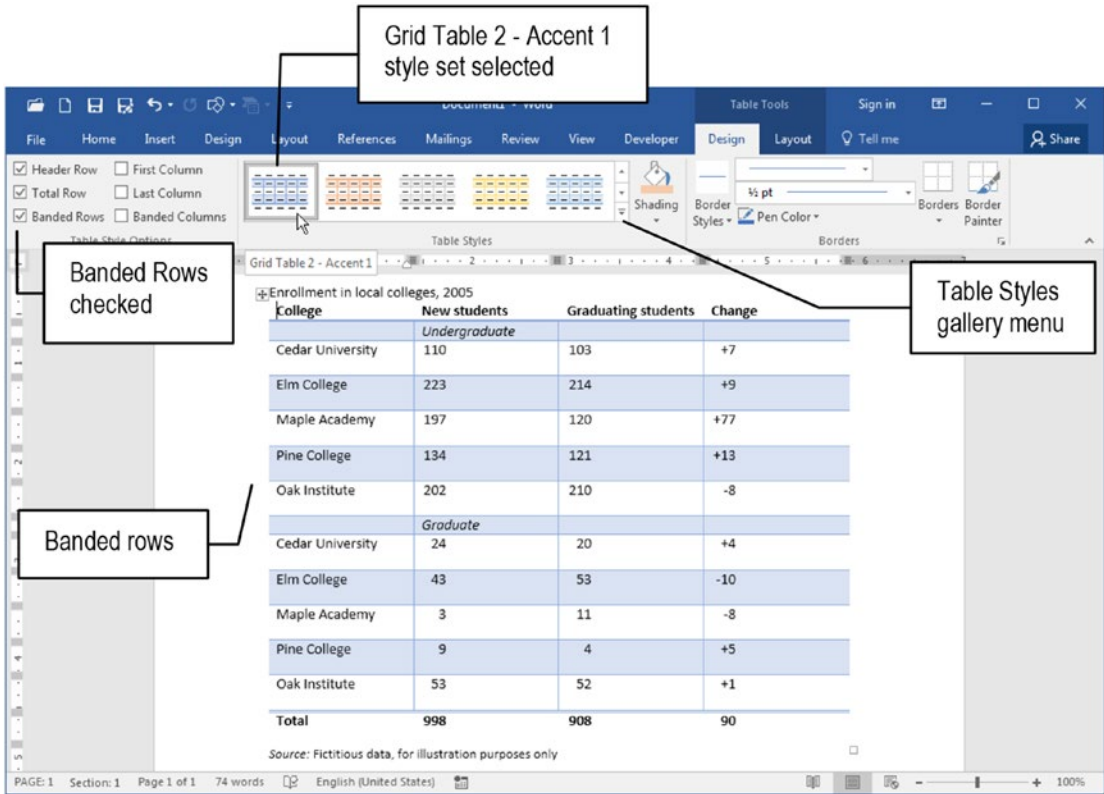 Grid Table 2 - Accent 1
style set selected
Document1 - Word
Table Tools
Sign in
File Home Insert Design Layout References Mailings Review View Developer Design Layout Tell me Share
Header Row First Column
Total Row Last Column
Banded Rows Banded Columns
Table Style Options
Table Styles
Shading
Border
Styles
½ pt
Pen Color
Borders
Border
Painter
Borders
Grid Table 2 - Accent 1
Banded Rows
checked
Table Styles
gallery menu
Banded rows
Enrollment in local colleges, 2005
College New students Graduating students Change
Undergraduate
Cedar University 110 103 +7
Elm College 223 214 +9
Maple Academy 197 120 +77
Pine College 134 121 +13
Oak Institute 202 210 -8
Graduate
Cedar University 24 20 +4
Elm College 43 53 -10
Maple Academy 3 11 -8
Pine College 9 4 +5
Oak Institute 53 52 +1
Total 998 908 90
Source: Fictitious data, for illustration purposes only
PAGE: 1 Section: 1 Page 1 of 1 74 words English (United States) 100%